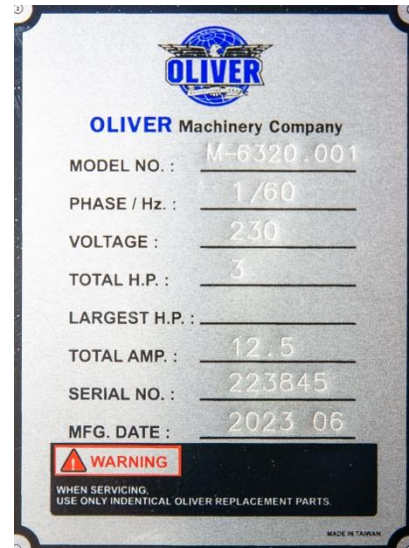 OLIVER
OLIVER Machinery Company
MODEL NO. : M-6320.001
PHASE / Hz. : 1/60
VOLTAGE : 230
TOTAL H.P. : 3
LARGEST H.P. :
TOTAL AMP. : 12.5
SERIAL NO. : 223845
MFG. DATE : 2023 06
WARNING
WHEN SERVICING,
USE ONLY INDENTICAL OLIVER REPLACEMENT PARTS.
MADE IN TAIWAN